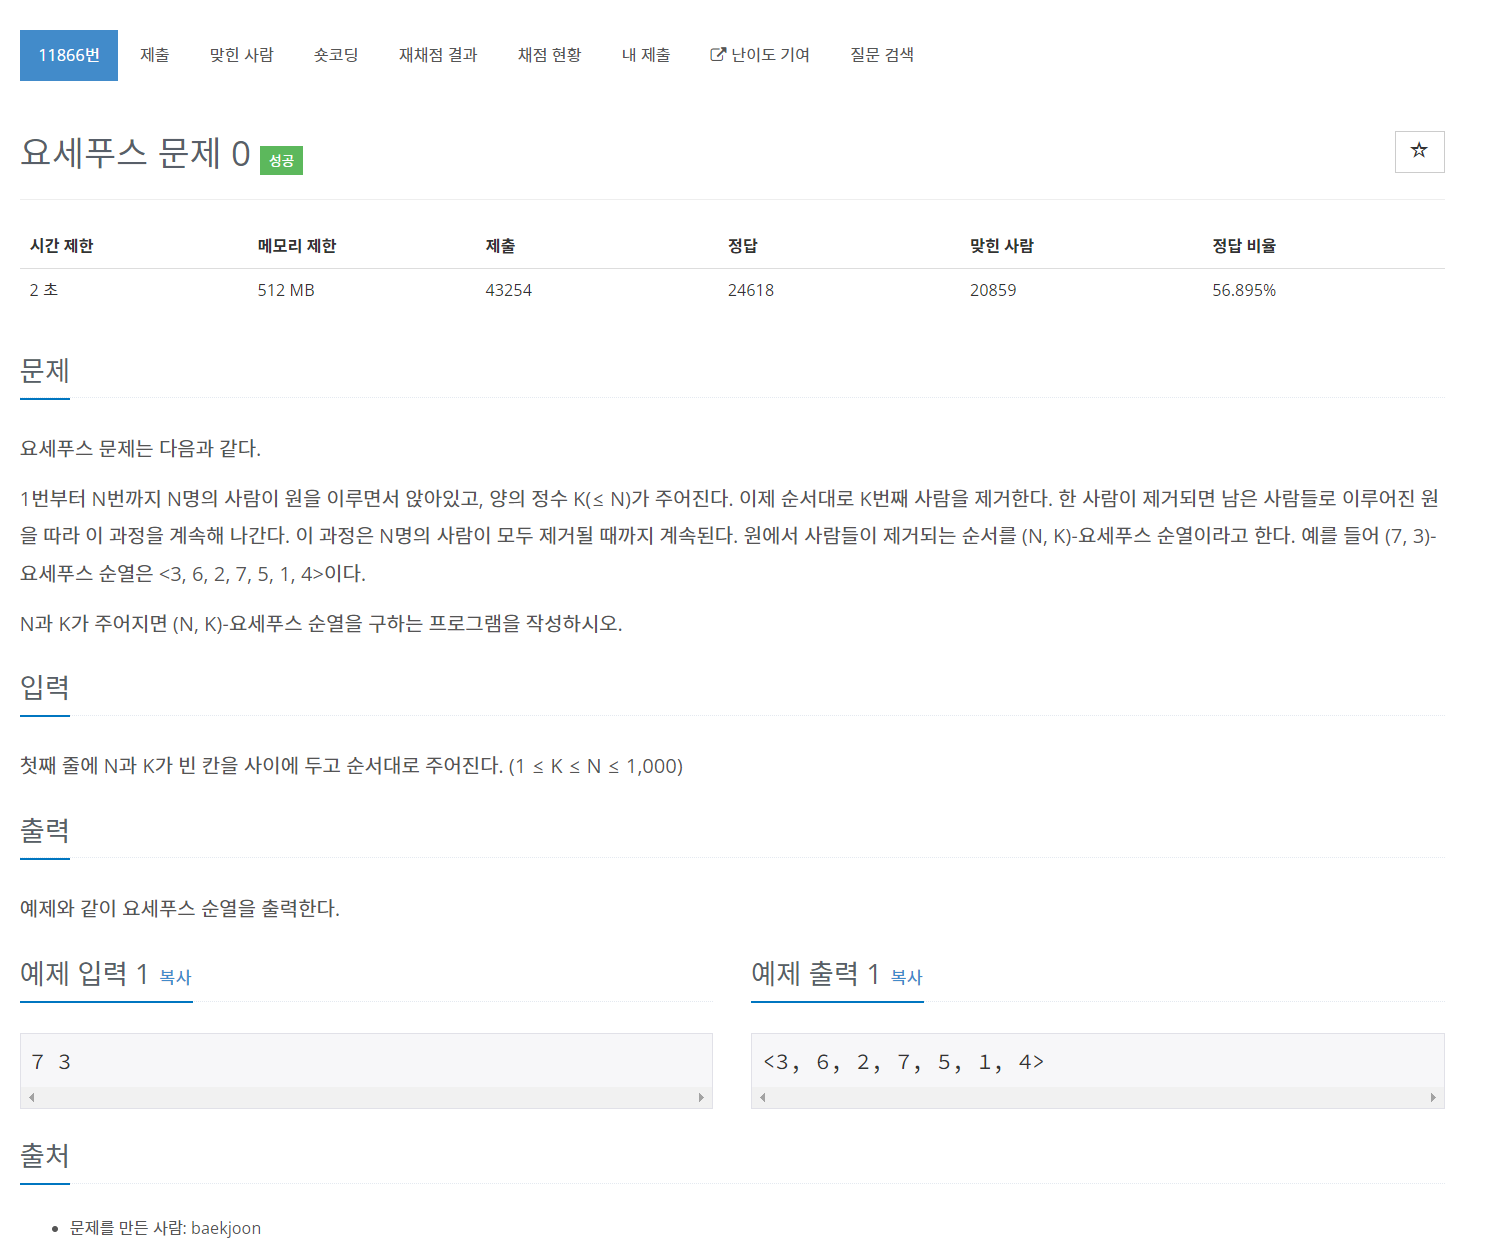 11866번 제출 맞힌 사람 숏코딩 재채점 결과 채점 현황 내 제출 난이도 기여 질문 검색
요세푸스 문제 0 성공
시간 제한 메모리 제한 제출 정답 맞힌 사람 정답 비율
2 초 512 MB 43254 24618 20859 56.895%
문제
요세푸스 문제는 다음과 같다.
1번부터 N번까지 N명의 사람이 원을 이루면서 앉아있고, 양의 정수 K(≤ N)가 주어진다. 이제 순서대로 K번째 사람을 제거한다. 한 사람이 제거되면 남은 사람들로 이루어진 원
을 따라 이 과정을 계속해 나간다. 이 과정은 N명의 사람이 모두 제거될 때까지 계속된다. 원에서 사람들이 제거되는 순서를 (N, K)-요세푸스 순열이라고 한다. 예를 들어 (7, 3)-
요세푸스 순열은 <3, 6, 2, 7, 5, 1, 4>이다.
N과 K가 주어지면 (N, K)-요세푸스 순열을 구하는 프로그램을 작성하시오.
입력
첫째 줄에 N과 K가 빈 칸을 사이에 두고 순서대로 주어진다. (1 ≤ K ≤ N ≤ 1,000)
출력
예제와 같이 요세푸스 순열을 출력한다.
예제 입력 1 복사
7 3
예제 출력 1 복사
<3, 6, 2, 7, 5, 1, 4>
출처
• 문제를 만든 사람: baekjoon